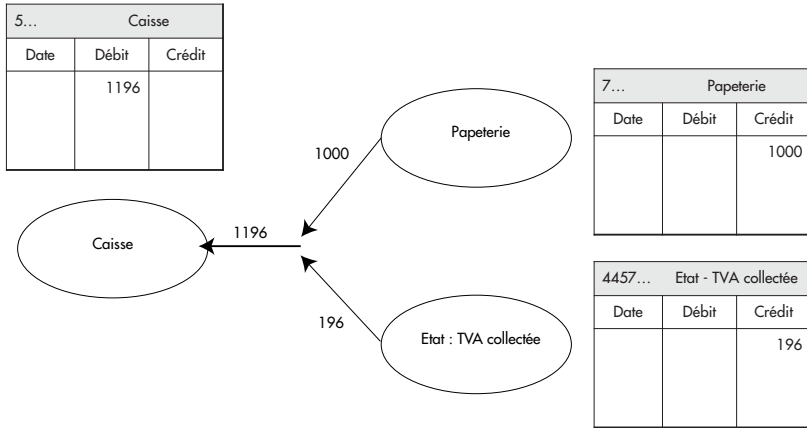 5... Caisse
Date Débit Crédit
1196
7... Papeterie
Date Débit Crédit
1000
Papeterie
1000
Caisse
1196
196
Etat : TVA collectée
4457... Etat - TVA collectée
Date Débit Crédit
196